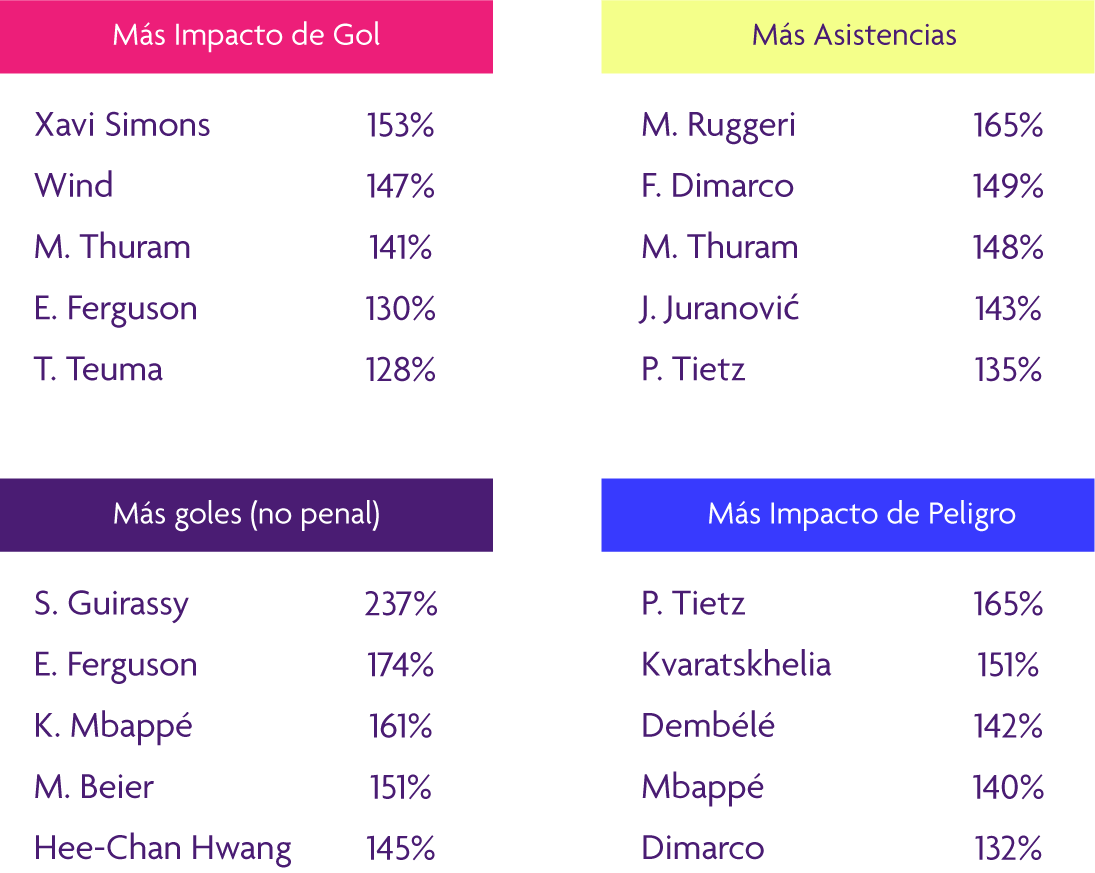 Más Impacto de Gol
Xavi Simons 153%
Wind 147%
M. Thuram 141%
E. Ferguson 130%
T. Teuma 128%
Más Asistencias
M. Ruggeri 165%
F. Dimarco 149%
M. Thuram 148%
J. Juranović 143%
P. Tietz 135%
Más goles (no penal)
S. Guirassy 237%
E. Ferguson 174%
K. Mbappé 161%
M. Beier 151%
Hee-Chan Hwang 145%
Más Impacto de Peligro
P. Tietz 165%
Kvaratskhelia 151%
Dembélé 142%
Mbappé 140%
Dimarco 132%